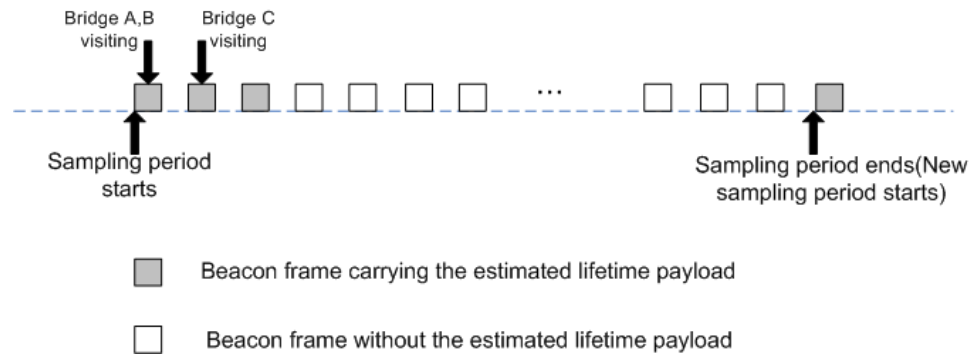 Bridge A,B
visiting
Bridge C
visiting
...
Sampling period
starts
Sampling period ends(New
sampling period starts)
Beacon frame carrying the estimated lifetime payload
Beacon frame without the estimated lifetime payload